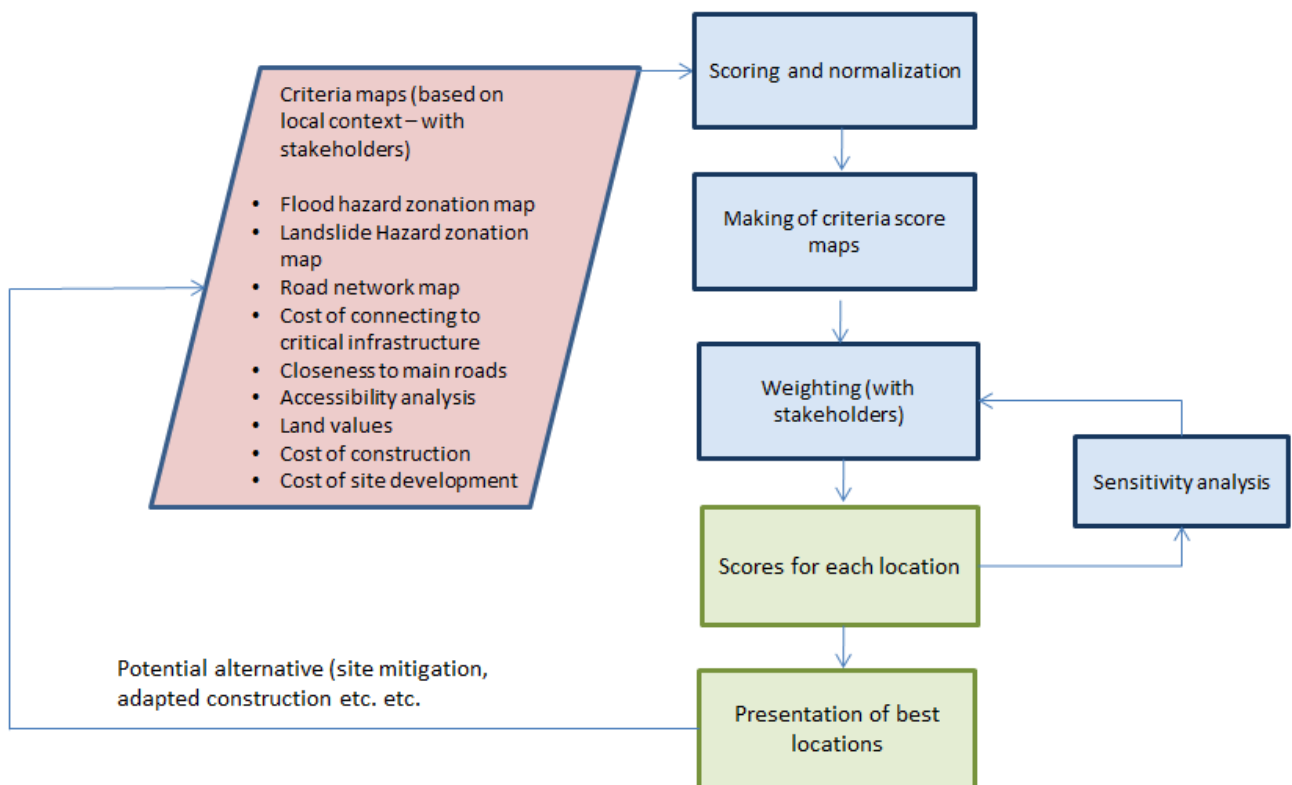 Criteria maps (based on
local context – with
stakeholders)
• Flood hazard zonation map
• Landslide Hazard zonation
map
• Road network map
• Cost of connecting to
critical infrastructure
• Closeness to main roads
• Accessibility analysis
• Land values
• Cost of construction
• Cost of site development
Scoring and normalization
Making of criteria score
maps
Weighting (with
stakeholders)
Sensitivity analysis
Scores for each location
Presentation of best
locations
Potential alternative (site mitigation,
adapted construction etc. etc.